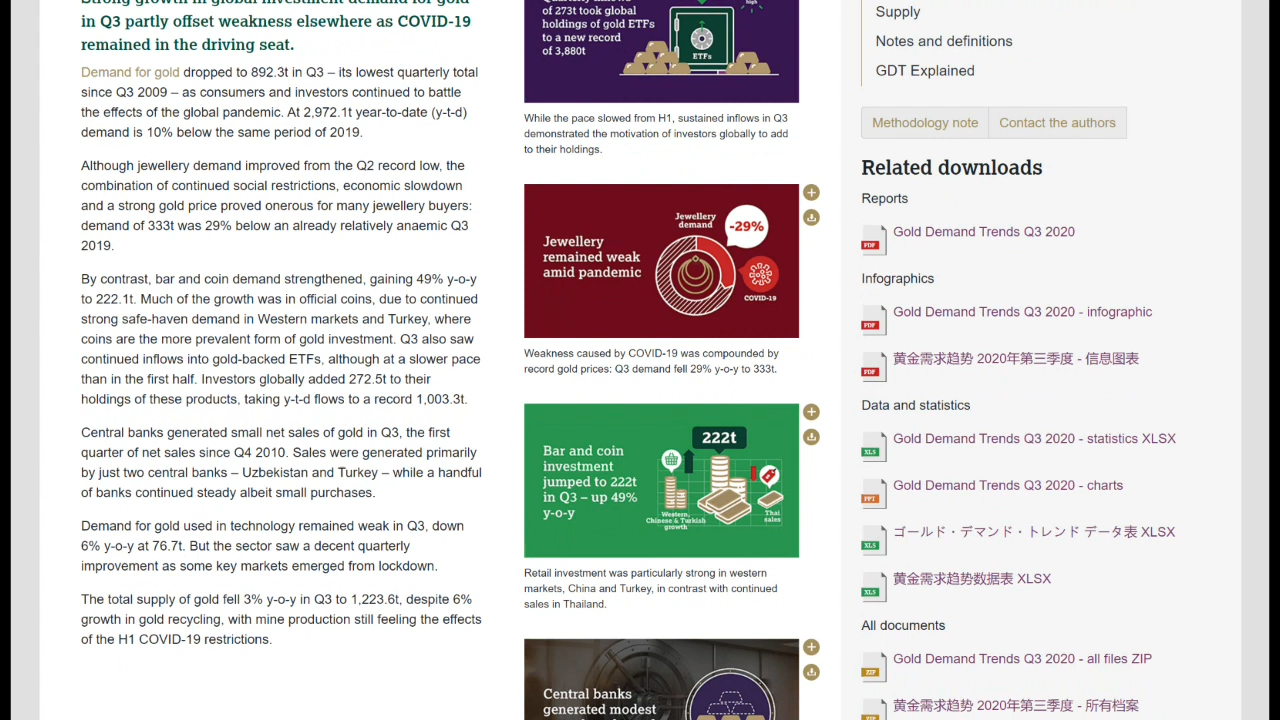 Strong growth in global investment demand for gold
in Q3 partly offset weakness elsewhere as COVID-19
remained in the driving seat.
Demand for gold dropped to 892.3t in Q3 – its lowest quarterly total
since Q3 2009 – as consumers and investors continued to battle
the effects of the global pandemic. At 2,972.1t year-to-date (y-t-d)
demand is 10% below the same period of 2019.
Although jewellery demand improved from the Q2 record low, the
combination of continued social restrictions, economic slowdown
and a strong gold price proved onerous for many jewellery buyers:
demand of 333t was 29% below an already relatively anaemic Q3
2019.
By contrast, bar and coin demand strengthened, gaining 49% y-o-y
to 222.1t. Much of the growth was in official coins, due to continued
strong safe-haven demand in Western markets and Turkey, where
coins are the more prevalent form of gold investment. Q3 also saw
continued inflows into gold-backed ETFs, although at a slower pace
than in the first half. Investors globally added 272.5t to their
holdings of these products, taking y-t-d flows to a record 1,003.3t.
Central banks generated small net sales of gold in Q3, the first
quarter of net sales since Q4 2010. Sales were generated primarily
by just two central banks – Uzbekistan and Turkey – while a handful
of banks continued steady albeit small purchases.
Demand for gold used in technology remained weak in Q3, down
6% y-o-y at 76.7t. But the sector saw a decent quarterly
improvement as some key markets emerged from lockdown.
The total supply of gold fell 3% y-o-y in Q3 to 1,223.6t, despite 6%
growth in gold recycling, with mine production still feeling the effects
of the H1 COVID-19 restrictions.
of 273t took global
holdings of gold ETFs
to a new record
of 3,880t
high
ETFs
While the pace slowed from H1, sustained inflows in Q3
demonstrated the motivation of investors globally to add
to their holdings.
Jewellery
remained weak
amid pandemic
Jewellery
demand
-29%
COVID-19
Weakness caused by COVID-19 was compounded by
record gold prices: Q3 demand fell 29% y-o-y to 333t.
Bar and coin
investment
jumped to 222t
in Q3 – up 49%
y-o-y
222t
Western,
Chinese & Turkish
growth
Thai
sales
Retail investment was particularly strong in western
markets, China and Turkey, in contrast with continued
sales in Thailand.
Central banks
generated modest
Supply
Notes and definitions
GDT Explained
Methodology note
Contact the authors
Related downloads
Reports
PDF Gold Demand Trends Q3 2020
Infographics
PDF Gold Demand Trends Q3 2020 - infographic
PDF 黄金需求趋势 2020年第三季度 - 信息图表
Data and statistics
XLS Gold Demand Trends Q3 2020 - statistics XLSX
PPT Gold Demand Trends Q3 2020 - charts
XLS ゴールド・デマンド・トレンド データ表 XLSX
XLS 黄金需求趋势数据表 XLSX
All documents
ZIP Gold Demand Trends Q3 2020 - all files ZIP
ZIP 黄金需求趋势 2020年第三季度 - 所有档案